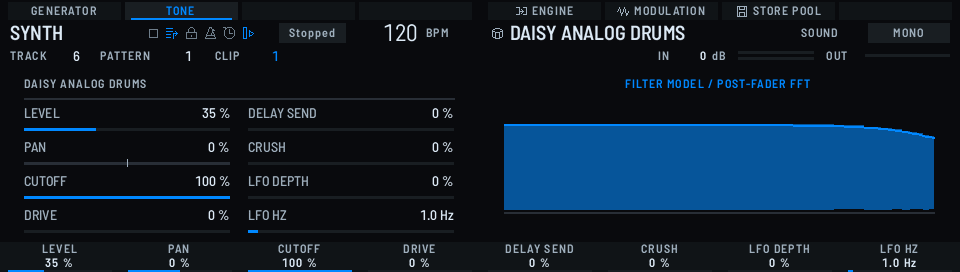 GENERATOR TONE ENGINE MODULATION STORE POOL
SYNTH Stopped 120 BPM DAISY ANALOG DRUMS SOUND MONO
TRACK 6 PATTERN 1 CLIP 1 IN 0 dB OUT
DAISY ANALOG DRUMS FILTER MODEL / POST-FADER FFT
LEVEL 35 % DELAY SEND 0 %
PAN 0 % CRUSH 0 %
CUTOFF 100 % LFO DEPTH 0 %
DRIVE 0 % LFO HZ 1.0 Hz
LEVEL PAN CUTOFF DRIVE DELAY SEND CRUSH LFO DEPTH LFO HZ
35 % 0 % 100 % 0 % 0 % 0 % 0 % 1.0 Hz